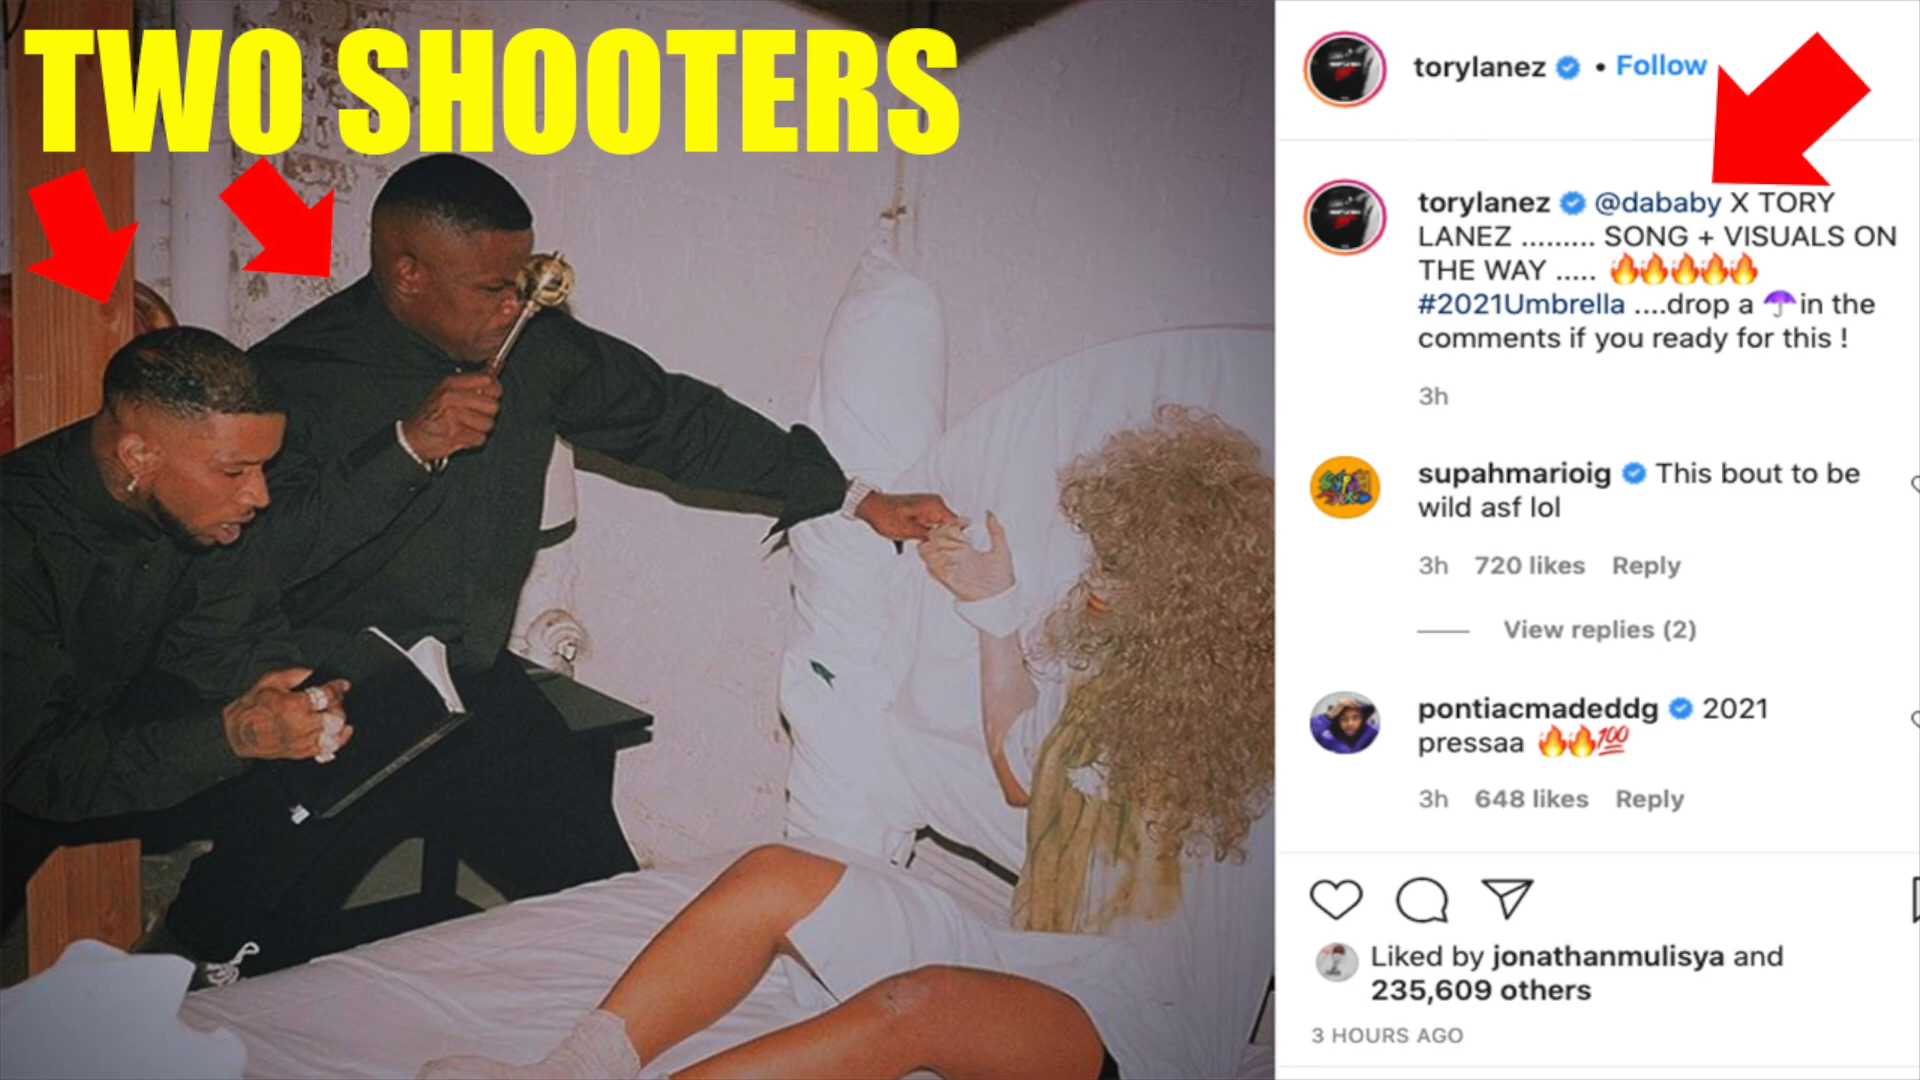 TWO SHOOTERS
torylanez • Follow
torylanez @dababy X TORY
LANEZ ......... SONG + VISUALS ON
THE WAY ..... 🔥🔥🔥🔥🔥
#2021Umbrella ....drop a ☂️in the
comments if you ready for this !
3h
supahmarioig This bout to be
wild asf lol
3h 720 likes Reply
View replies (2)
pontiacmadeddg 2021
pressaa 🔥🔥💯
3h 648 likes Reply
Liked by jonathanmulisya and
235,609 others
3 HOURS AGO